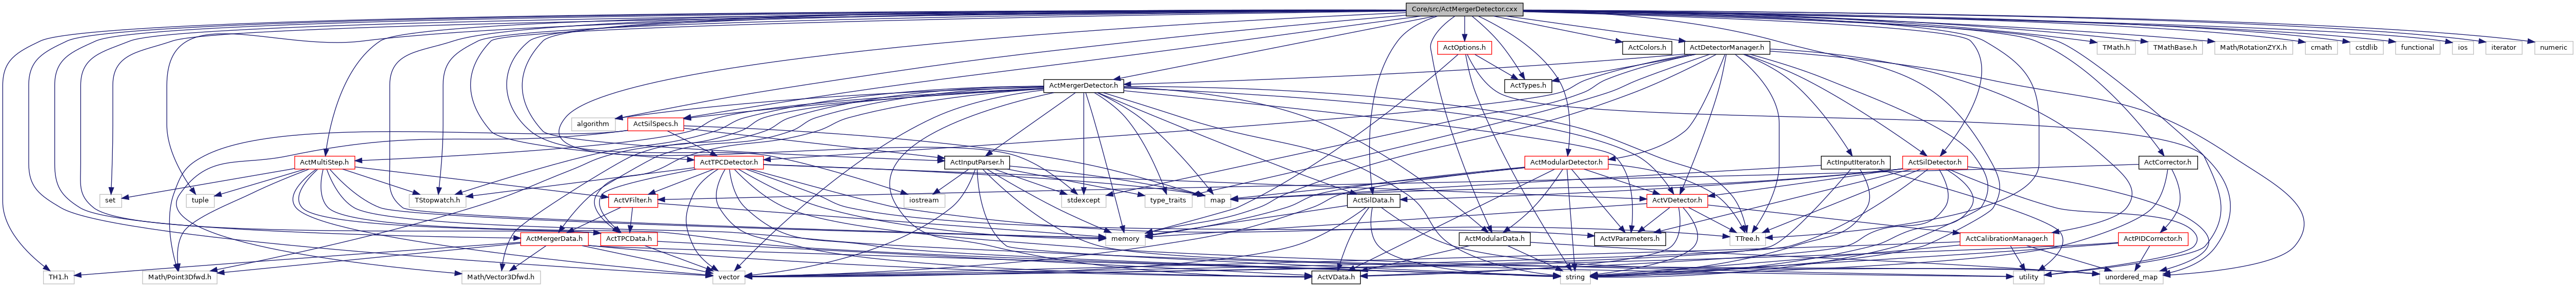 Core/src/ActMergerDetector.cxx
ActOptions.h
ActColors.h
ActDetectorManager.h
TMath.h
TMathBase.h
Math/RotationZYX.h
cmath
cstdlib
functional
ios
iterator
numeric
ActMergerDetector.h
ActTypes.h
algorithm
ActSilSpecs.h
ActMultiStep.h
ActTPCDetector.h
ActInputParser.h
ActModularDetector.h
ActInputIterator.h
ActSilDetector.h
ActCorrector.h
set
tuple
TStopwatch.h
ActVFilter.h
iostream
stdexcept
type_traits
map
ActSilData.h
ActVDetector.h
ActMergerData.h
ActTPCData.h
memory
ActModularData.h
ActVParameters.h
TTree.h
ActCalibrationManager.h
ActPIDCorrector.h
TH1.h
Math/Point3Dfwd.h
Math/Vector3Dfwd.h
vector
ActVData.h
string
utility
unordered_map